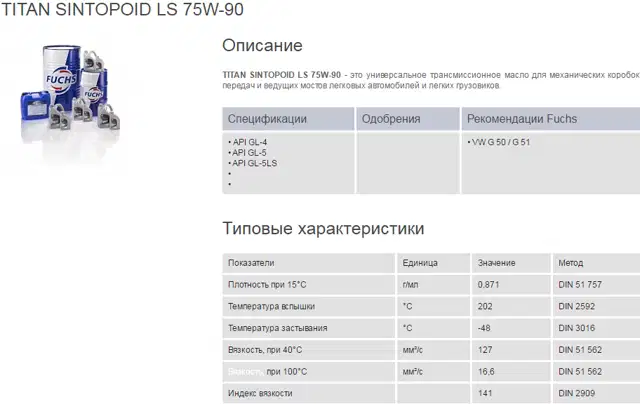 TITAN SINTOPOID LS 75W-90
FUCHS
FUCHS
Описание
TITAN SINTOPOID LS 75W-90 - это универсальное трансмиссионное масло для механических коробок
передач и ведущих мостов легковых автомобилей и легких грузовиков.
Спецификации Одобрения Рекомендации Fuchs
• API GL-4 • VW G 50 / G 51
• API GL-5
• API GL-5LS
•
•
Типовые характеристики
Показатели Единица Значение Метод
Плотность при 15°C г/мл 0,871 DIN 51 757
Температура вспышки °C 202 DIN 2592
Температура застывания °C -48 DIN 3016
Вязкость, при 40°C мм²/с 127 DIN 51 562
Вязкость, при 100°C мм²/с 16,6 DIN 51 562
Индекс вязкости 141 DIN 2909